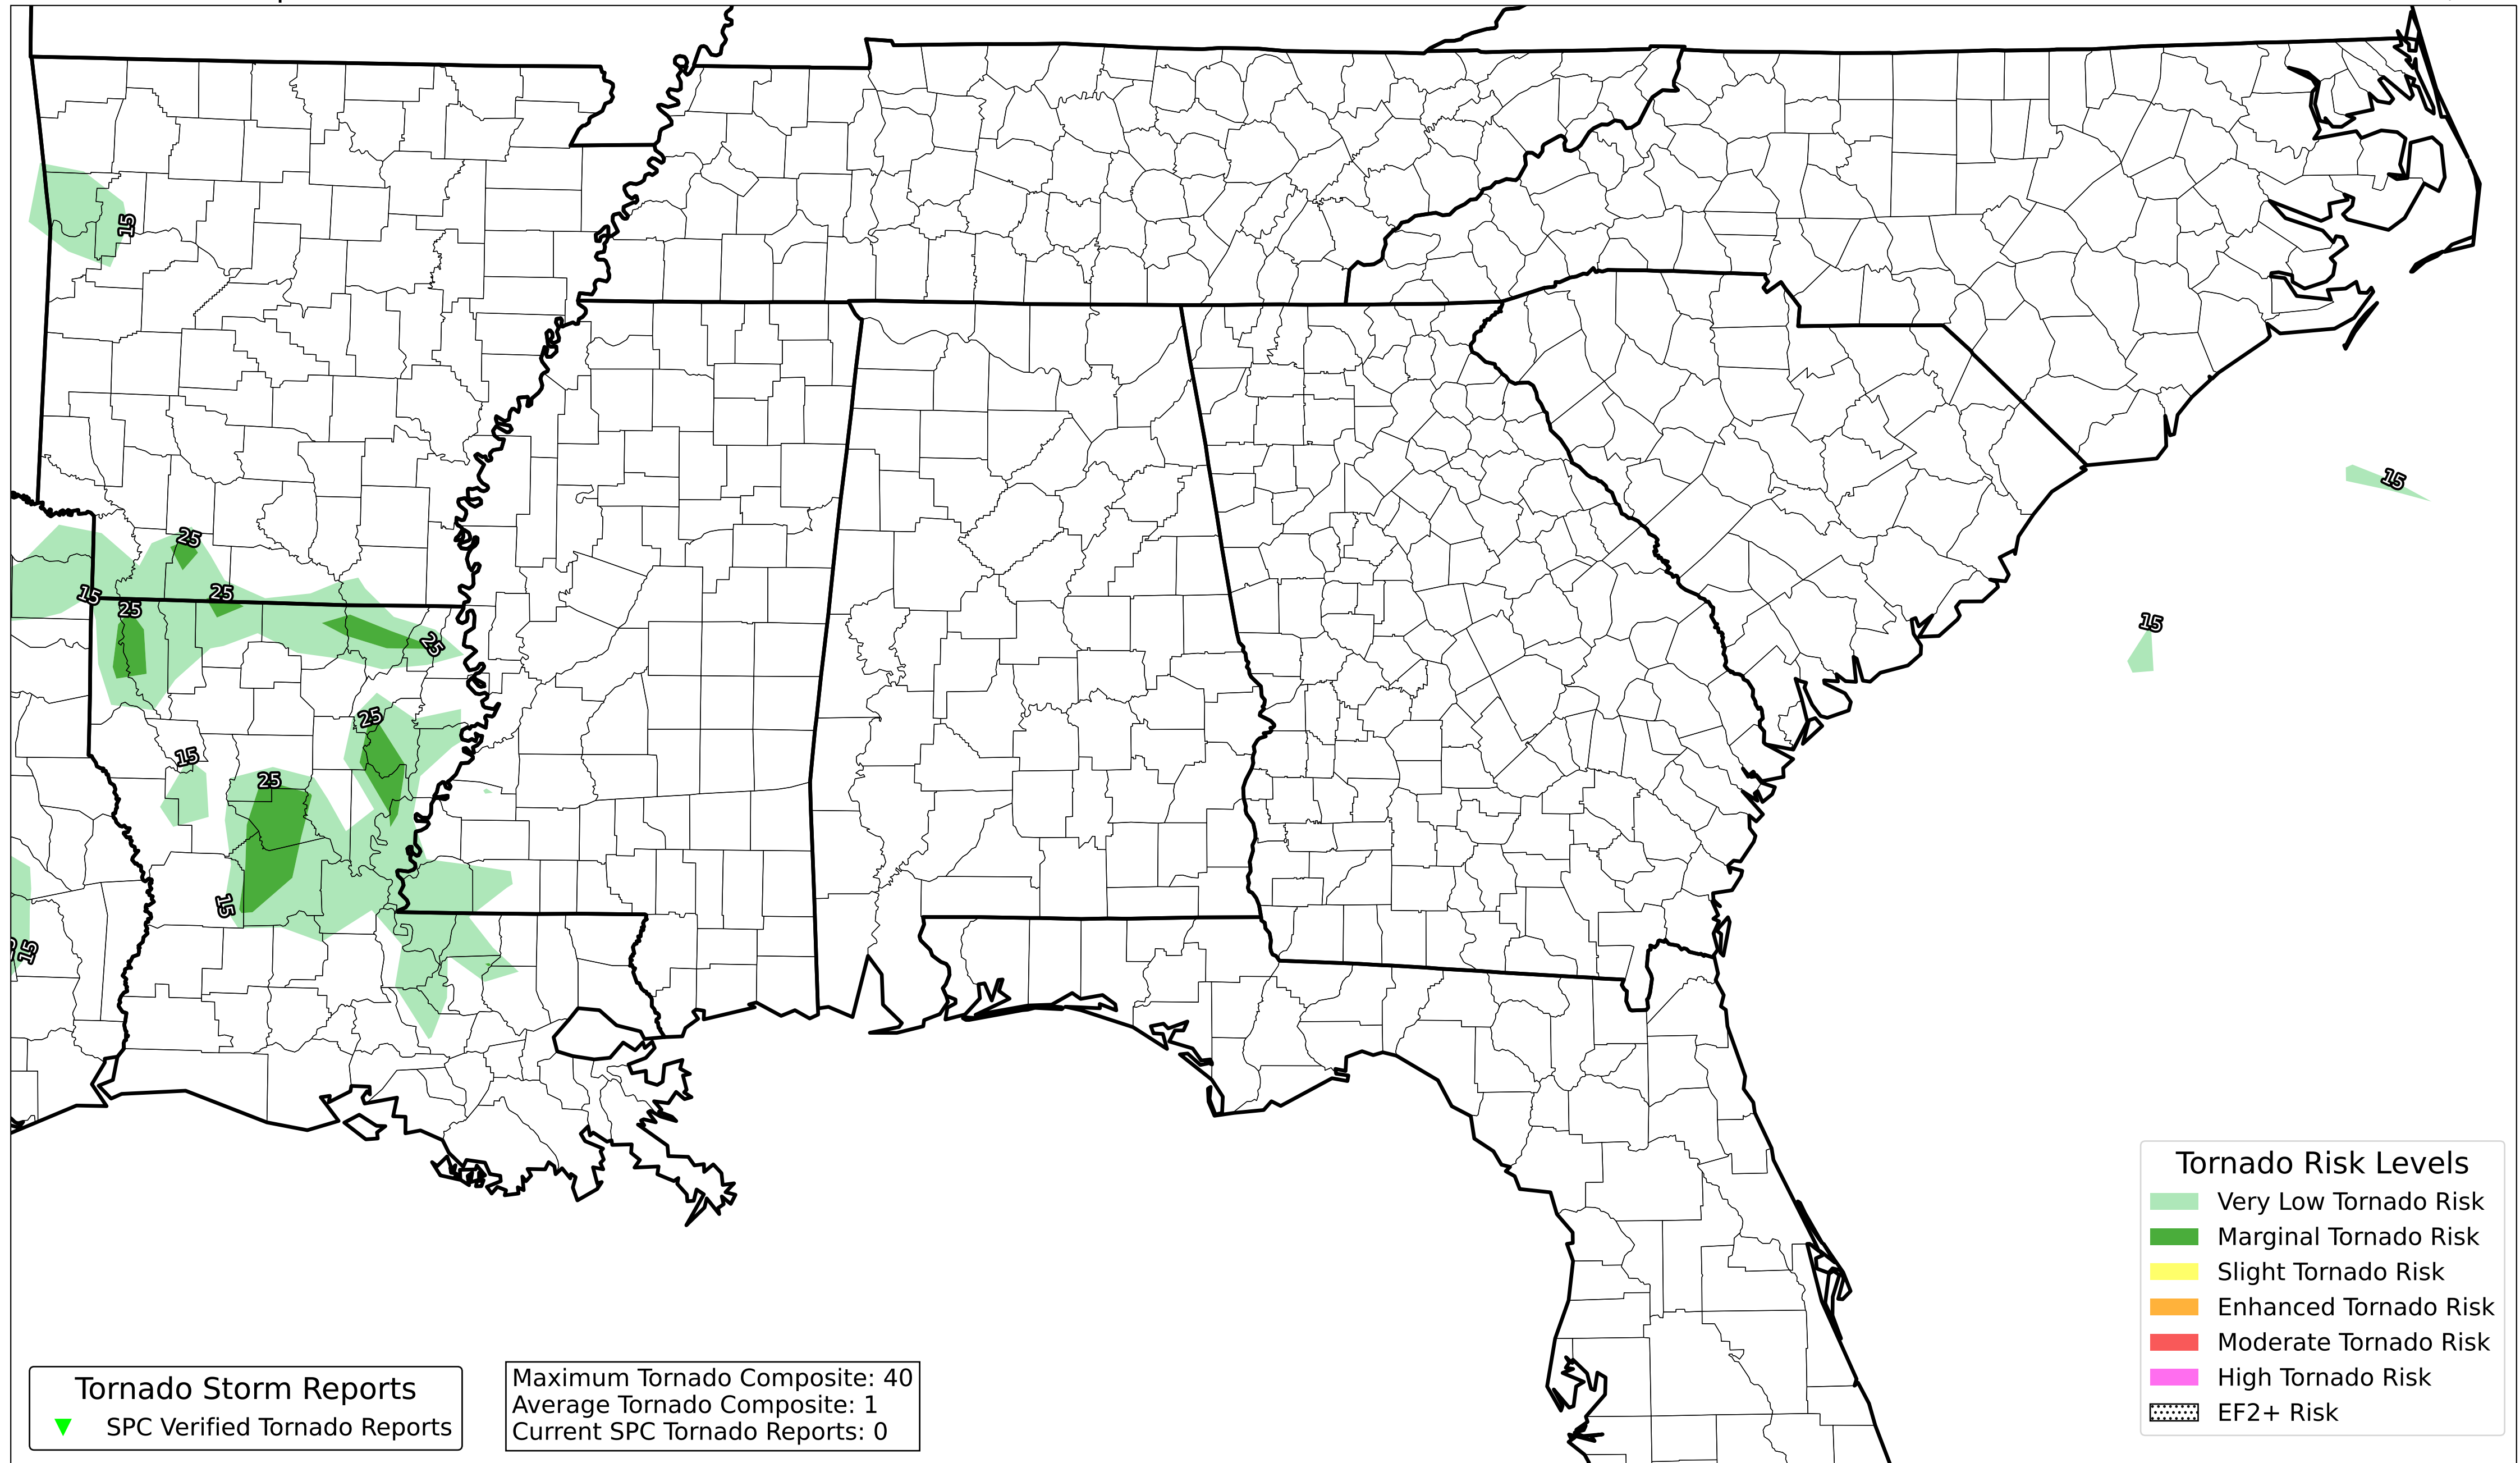 15
15
25
25
15
25
15
25
25
15
25
15
15
15
Tornado Risk Levels
Very Low Tornado Risk
Marginal Tornado Risk
Slight Tornado Risk
Enhanced Tornado Risk
Moderate Tornado Risk
High Tornado Risk
EF2+ Risk
Tornado Storm Reports
SPC Verified Tornado Reports
Maximum Tornado Composite: 40
Average Tornado Composite: 1
Current SPC Tornado Reports: 0